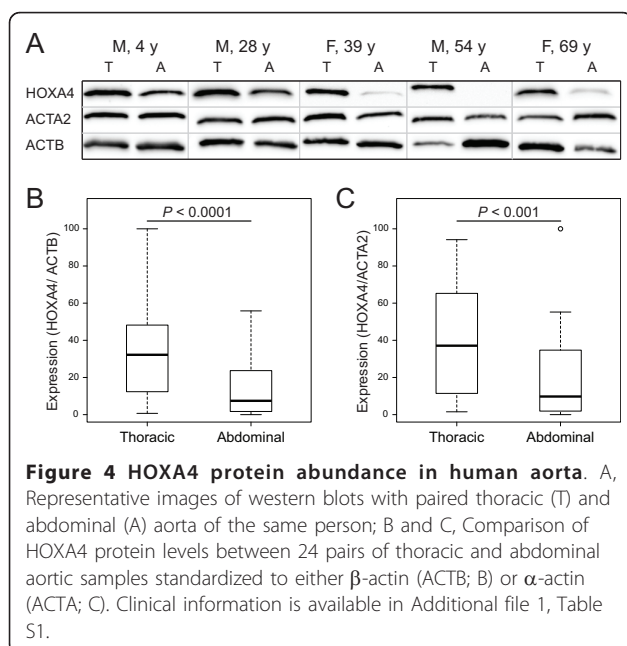 A
M, 4 y M, 28 y F, 39 y M, 54 y F, 69 y
T A T A T A T A T A
HOXA4
ACTA2
ACTB
B
P < 0.0001
Expression (HOXA4/ ACTB)
100
80
60
40
20
0
Thoracic Abdominal
C
P < 0.001
Expression (HOXA4/ACTA2)
100
80
60
40
20
0
Thoracic Abdominal
Figure 4 HOXA4 protein abundance in human aorta. A,
Representative images of western blots with paired thoracic (T) and
abdominal (A) aorta of the same person; B and C, Comparison of
HOXA4 protein levels between 24 pairs of thoracic and abdominal
aortic samples standardized to either β-actin (ACTB; B) or α-actin
(ACTA; C). Clinical information is available in Additional file 1, Table
S1.